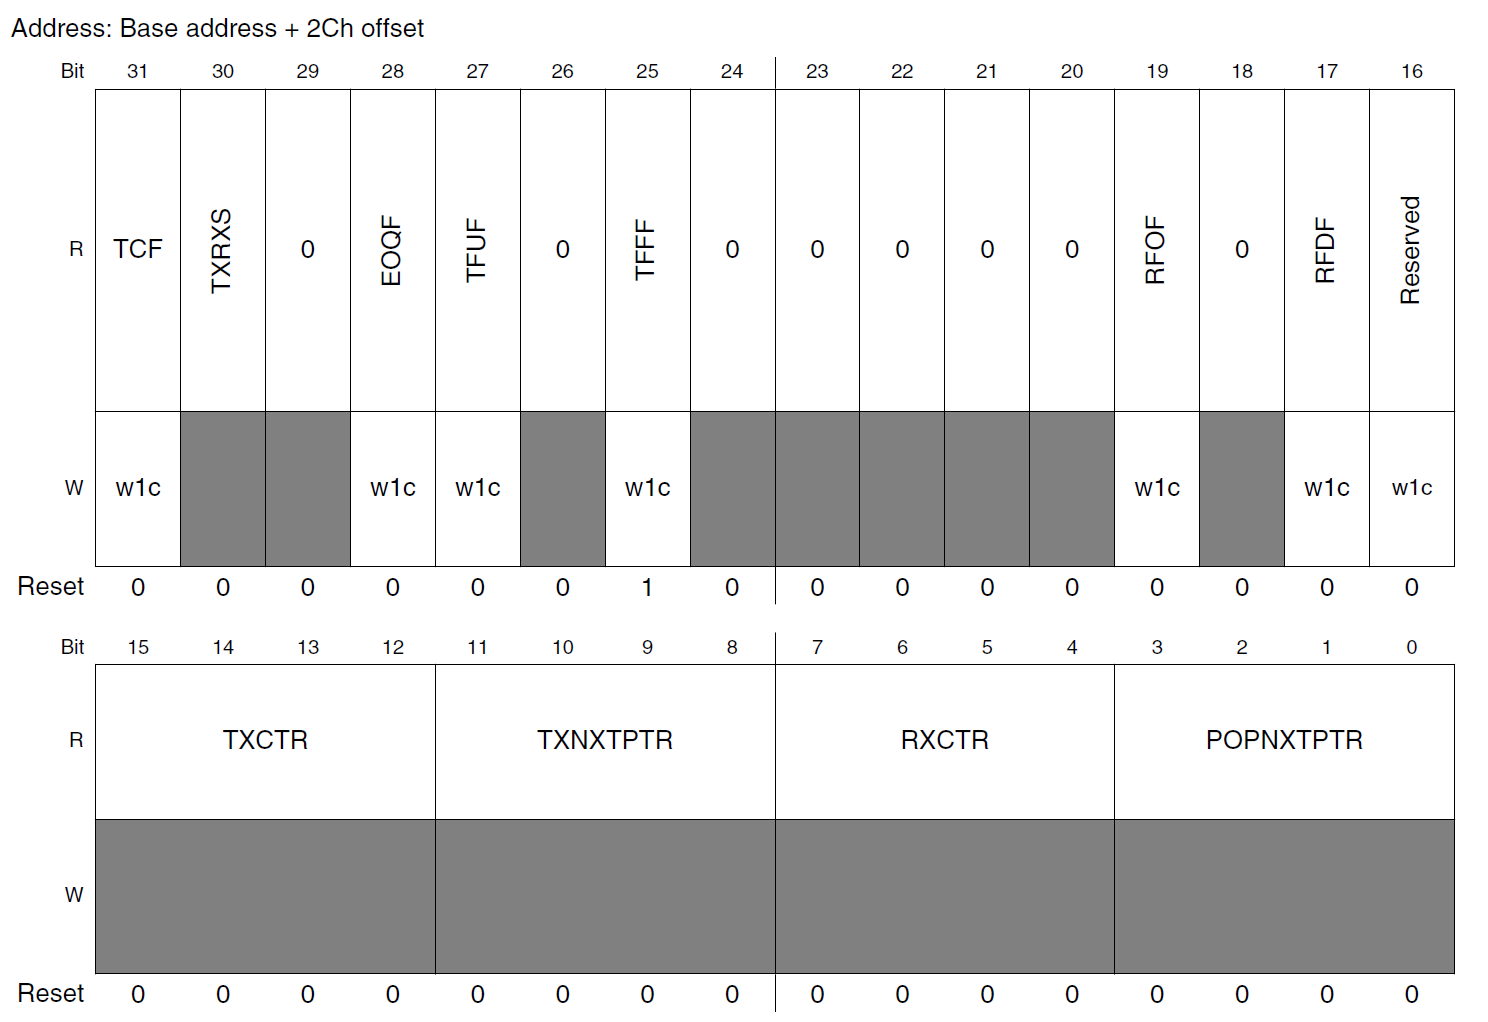 Address: Base address + 2Ch offset
Bit 31 30 29 28 27 26 25 24 23 22 21 20 19 18 17 16
R TCF TXRXS 0 EOQF TFUF 0 TFFF 0 0 0 0 0 RFOF 0 RFDF Reserved
W w1c w1c w1c w1c w1c w1c w1c
Reset 0 0 0 0 0 0 1 0 0 0 0 0 0 0 0 0
Bit 15 14 13 12 11 10 9 8 7 6 5 4 3 2 1 0
R TXCTR TXNXTPTR RXCTR POPNXTPTR
W
Reset 0 0 0 0 0 0 0 0 0 0 0 0 0 0 0 0